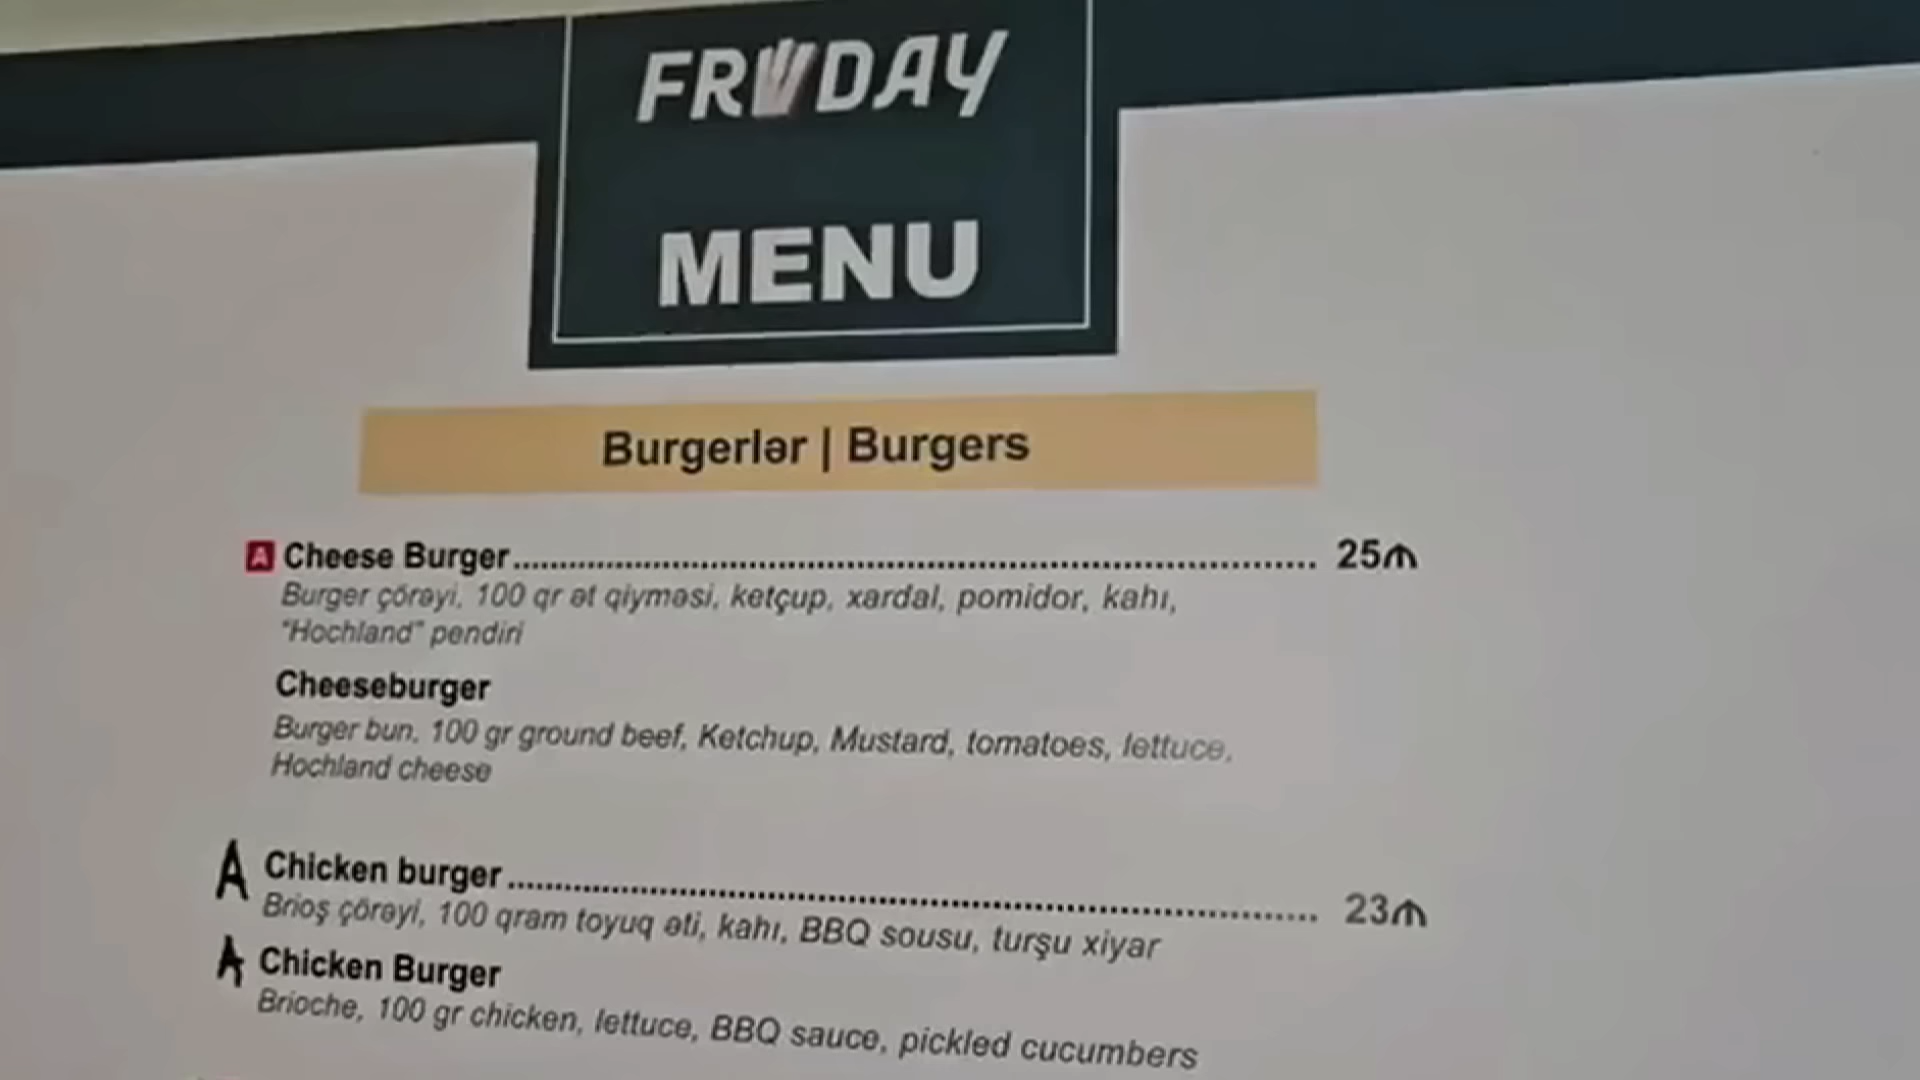 FRYDAY
MENU
Burgerlər | Burgers
A Cheese Burger........................................ 25₼
Burger çörəyi, 100 qr ət qiyməsi, ketçup, xardal, pomidor, kahı,
"Hochland" pendiri
Cheeseburger
Burger bun, 100 gr ground beef, Ketchup, Mustard, tomatoes, lettuce,
Hochland cheese
A Chicken burger........................................ 23₼
Brioş çörəyi, 100 qram toyuq əti, kahı, BBQ sousu, turşu xiyar
A Chicken Burger
Brioche, 100 gr chicken, lettuce, BBQ sauce, pickled cucumbers